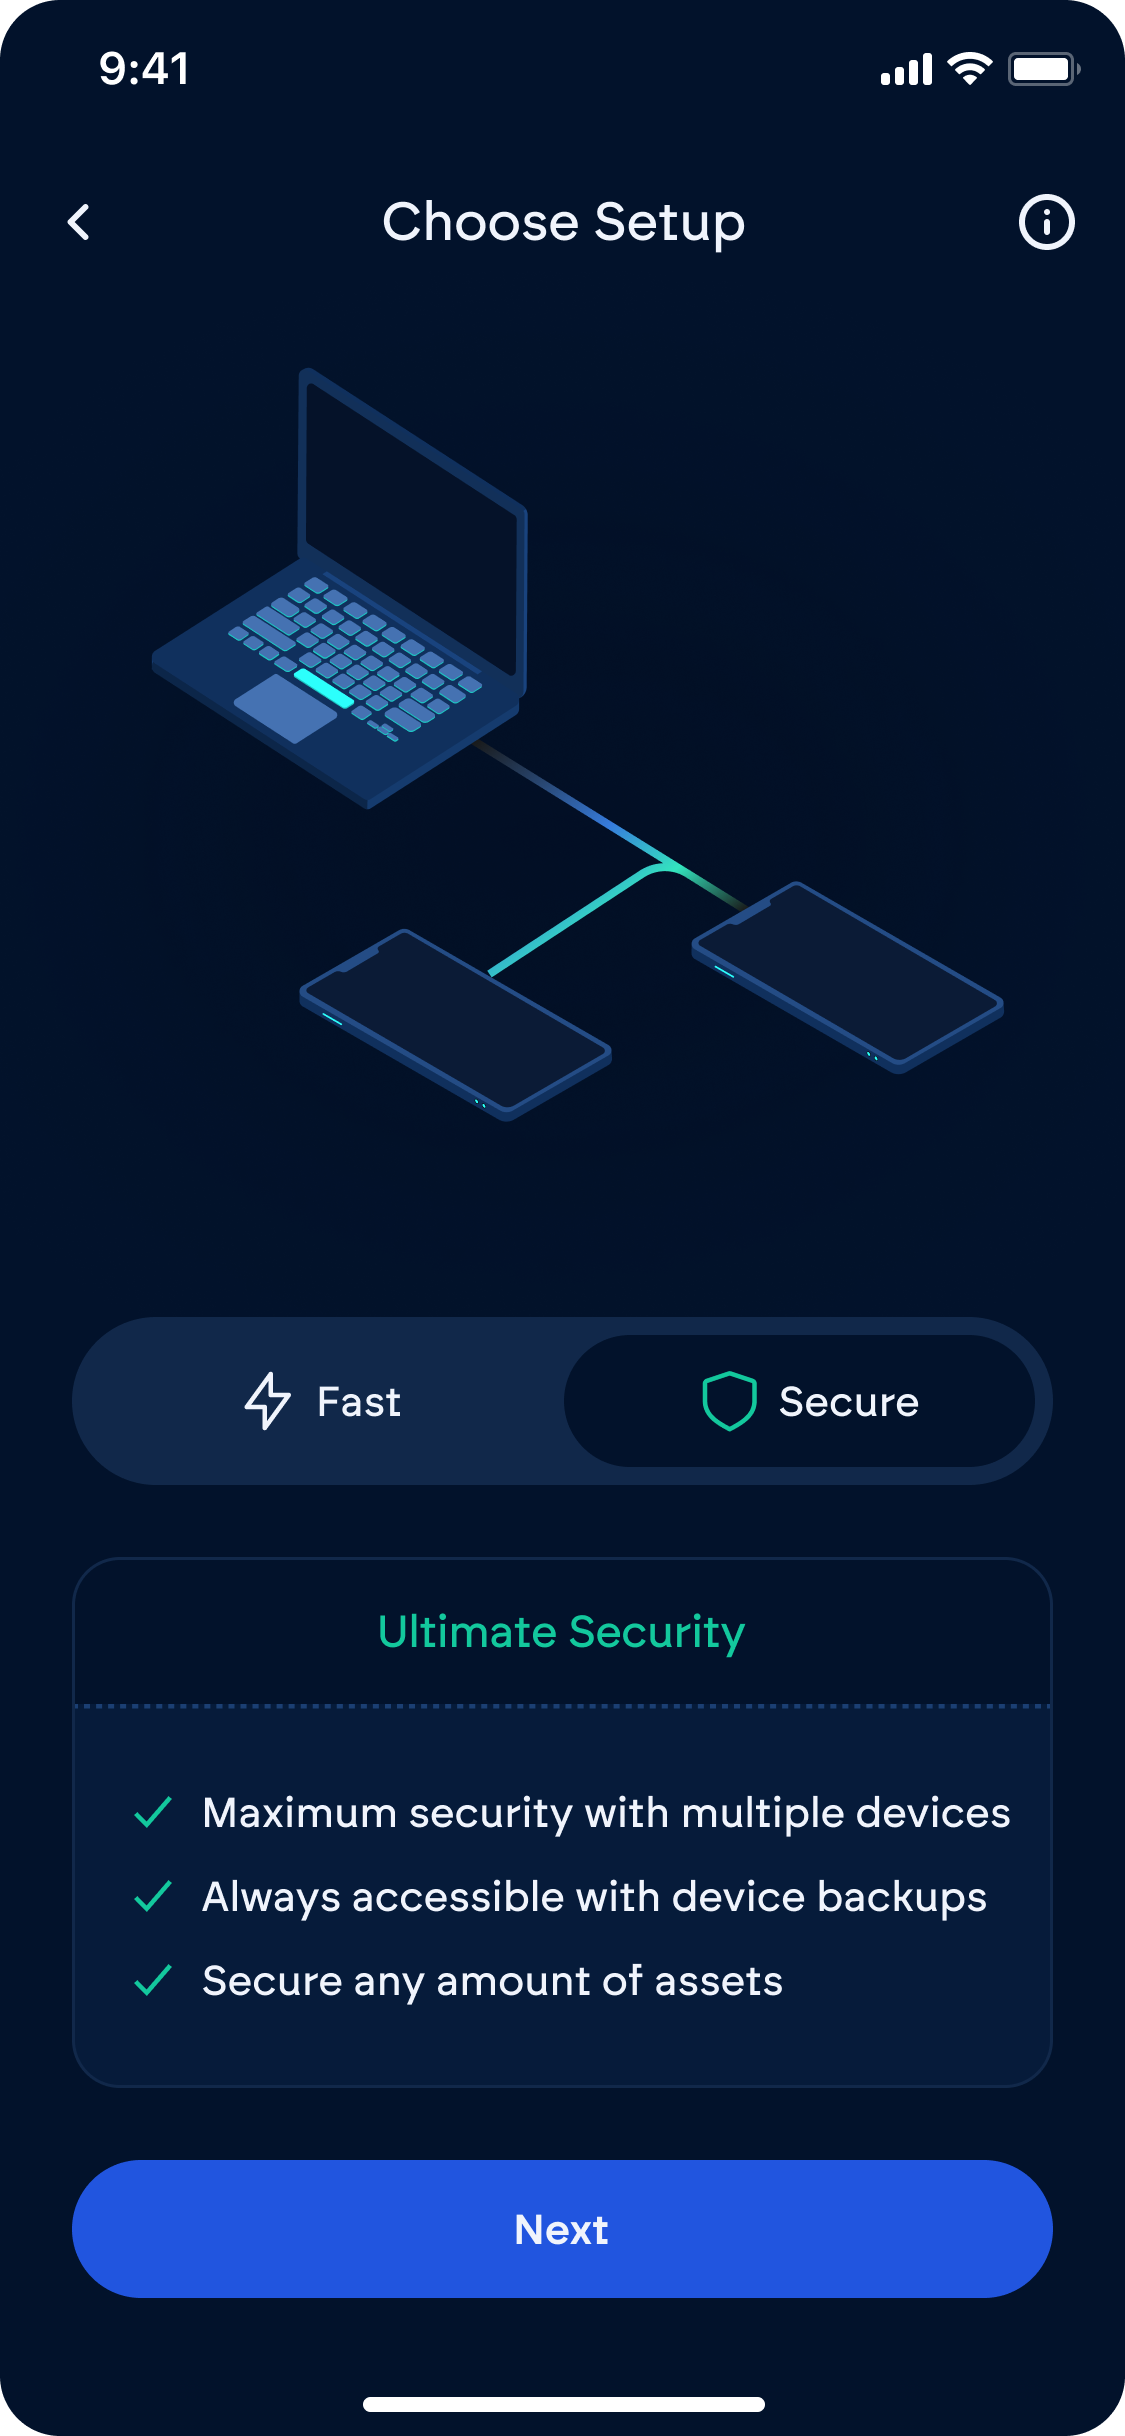 9:41
Choose Setup
Fast
Secure
Ultimate Security
Maximum security with multiple devices
Always accessible with device backups
Secure any amount of assets
Next